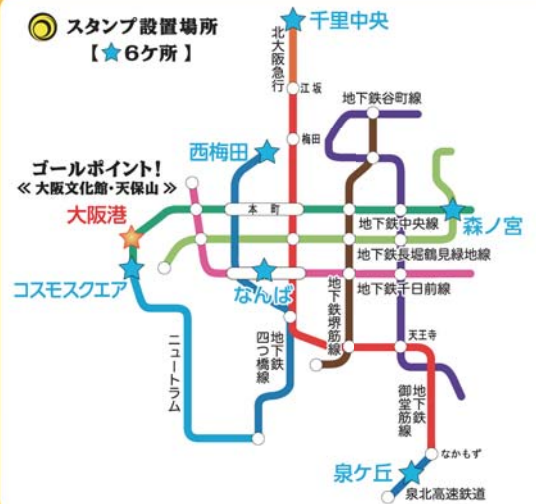 スタンプ設置場所
【★6ケ所】
千里中央
北大阪急行
江坂
地下鉄谷町線
梅田
西梅田
ゴールポイント!
≪大阪文化館・天保山≫
大阪港
本町
地下鉄中央線
森ノ宮
地下鉄長堀鶴見緑地線
コスモスクエア
なんば
地下鉄千日前線
地下鉄堺筋線
ニュートラム
地下鉄
四つ橋線
天王寺
地下鉄
御堂筋線
なかもず
泉ケ丘
泉北高速鉄道